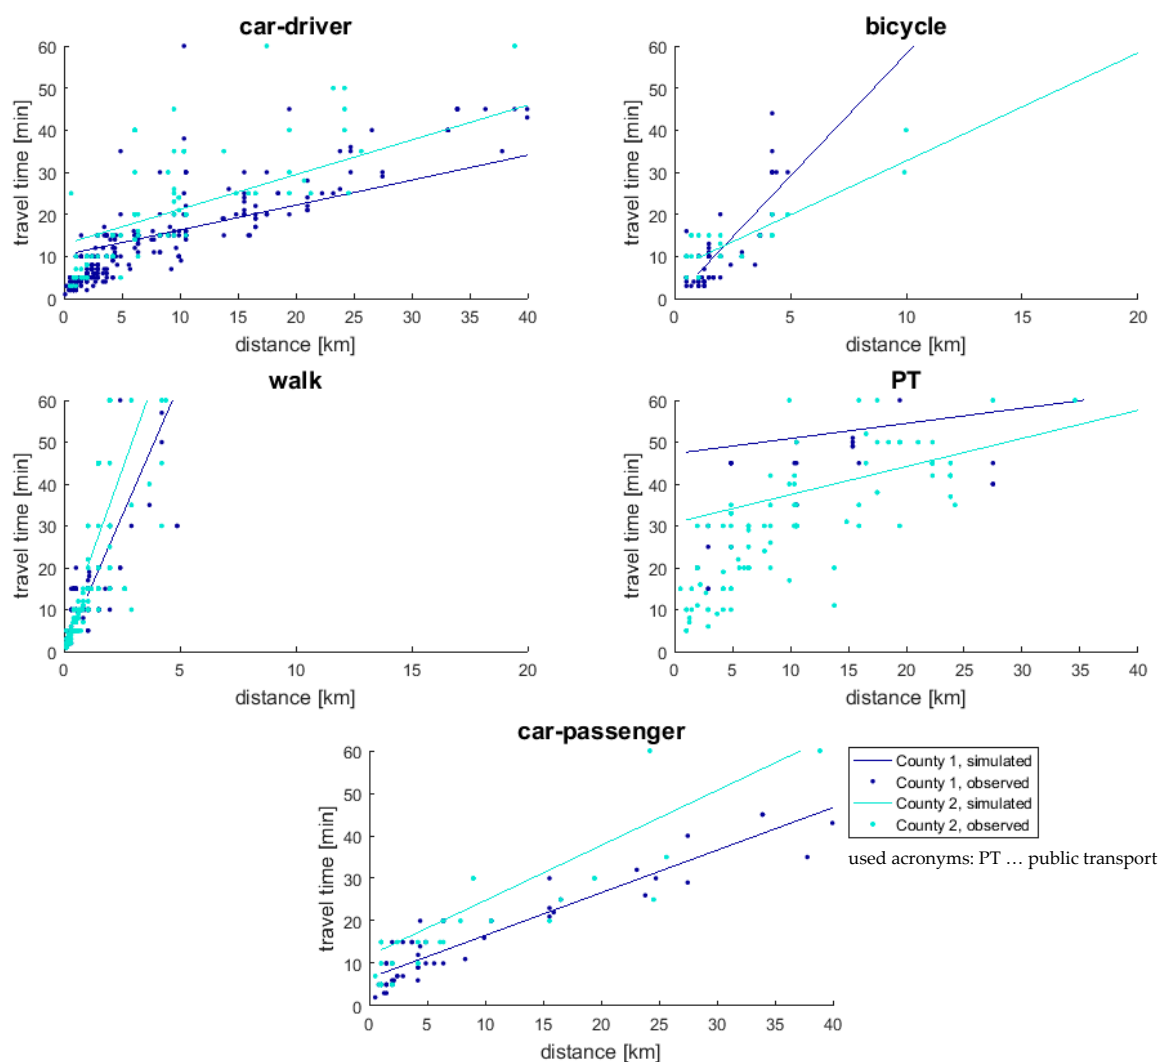 car-driver
60
50
40
30
20
10
0
travel time [min]
0 5 10 15 20 25 30 35 40
distance [km]
bicycle
60
50
40
30
20
10
0
travel time [min]
0 5 10 15 20
distance [km]
walk
60
50
40
30
20
10
0
travel time [min]
0 5 10 15 20
distance [km]
PT
60
50
40
30
20
10
0
travel time [min]
0 5 10 15 20 25 30 35 40
distance [km]
car-passenger
60
50
40
30
20
10
0
travel time [min]
0 5 10 15 20 25 30 35 40
distance [km]
County 1, simulated
County 1, observed
County 2, simulated
County 2, observed
used acronyms: PT … public transport